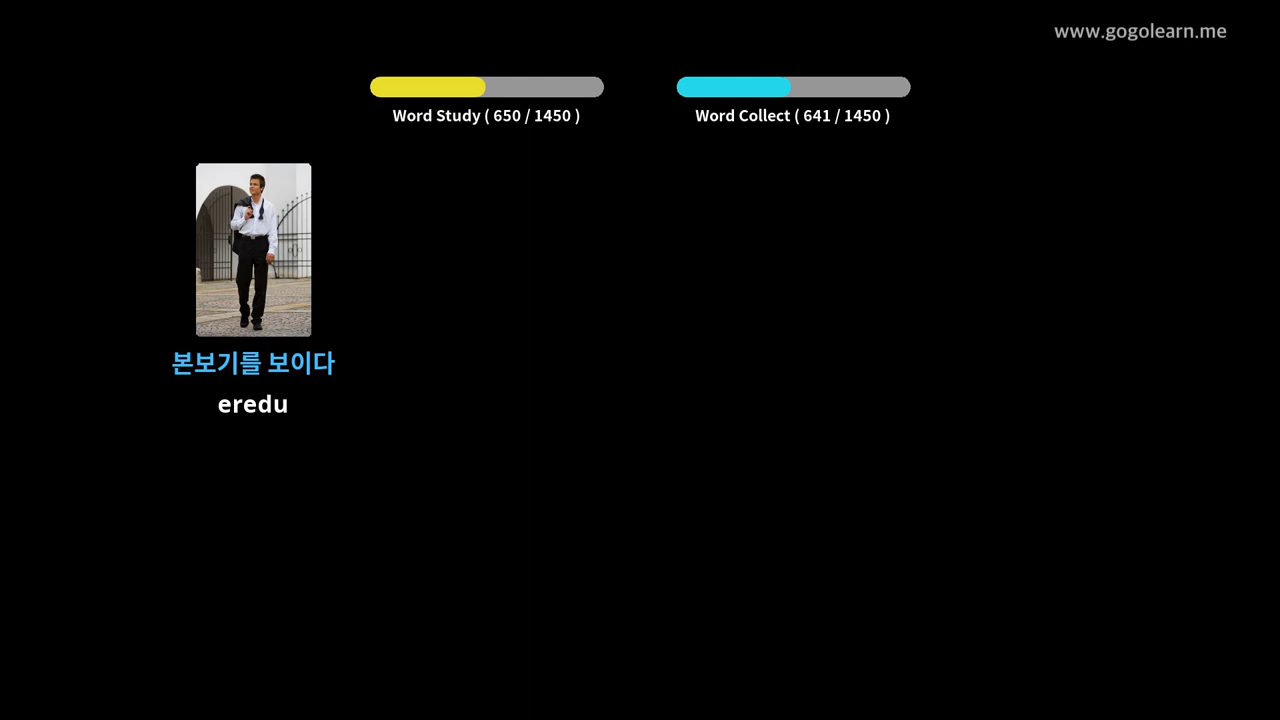 www.gogolearn.me
Word Study ( 650 / 1450 )
Word Collect ( 641 / 1450 )
본보기를 보이다
eredu